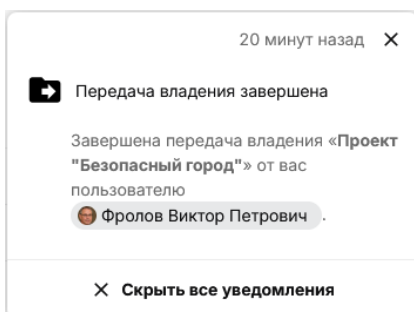 20 минут назад
Передача владения завершена
Завершена передача владения «Проект
"Безопасный город"» от вас
пользователю
Фролов Виктор Петрович .
Скрыть все уведомления